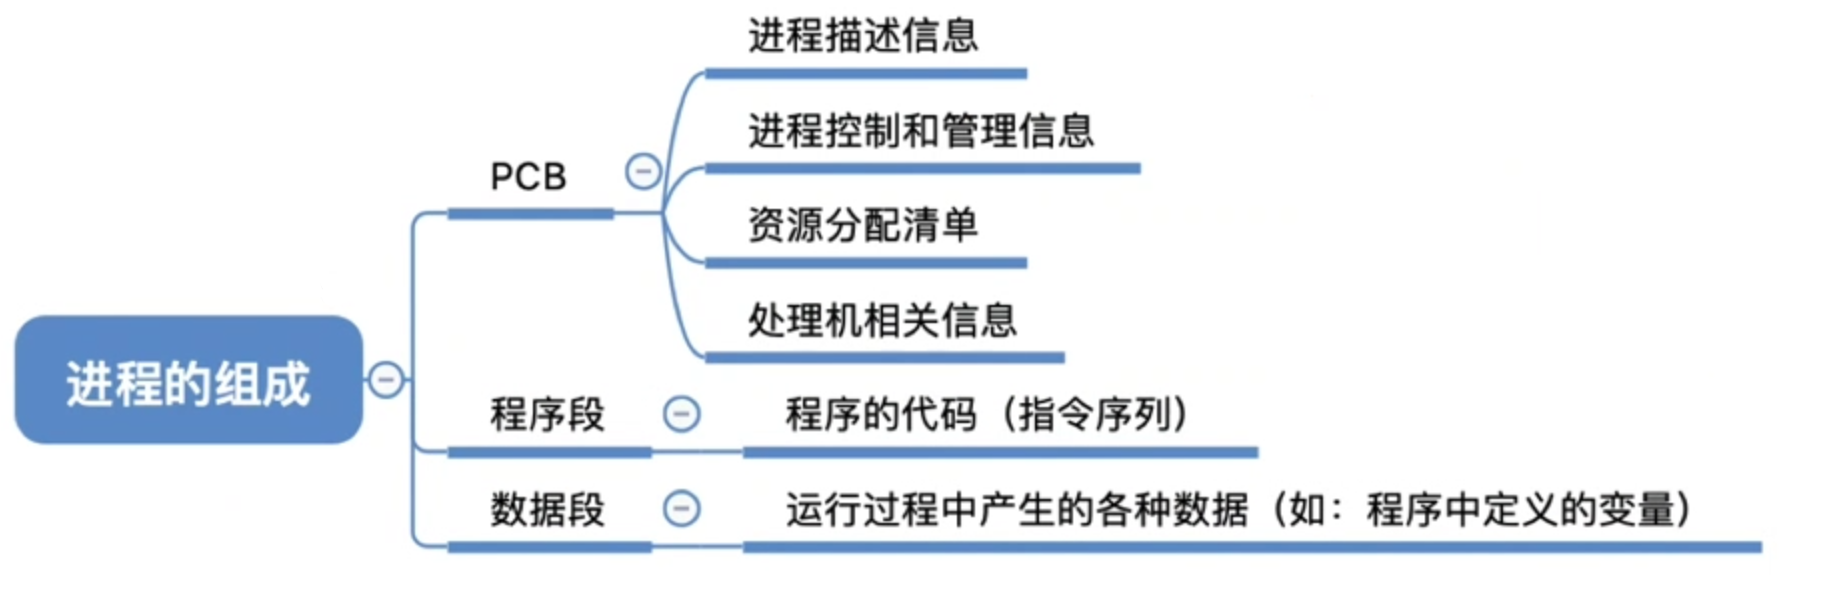 进程的组成
PCB
进程描述信息
进程控制和管理信息
资源分配清单
处理机相关信息
程序段
程序的代码（指令序列）
数据段
运行过程中产生的各种数据（如：程序中定义的变量）